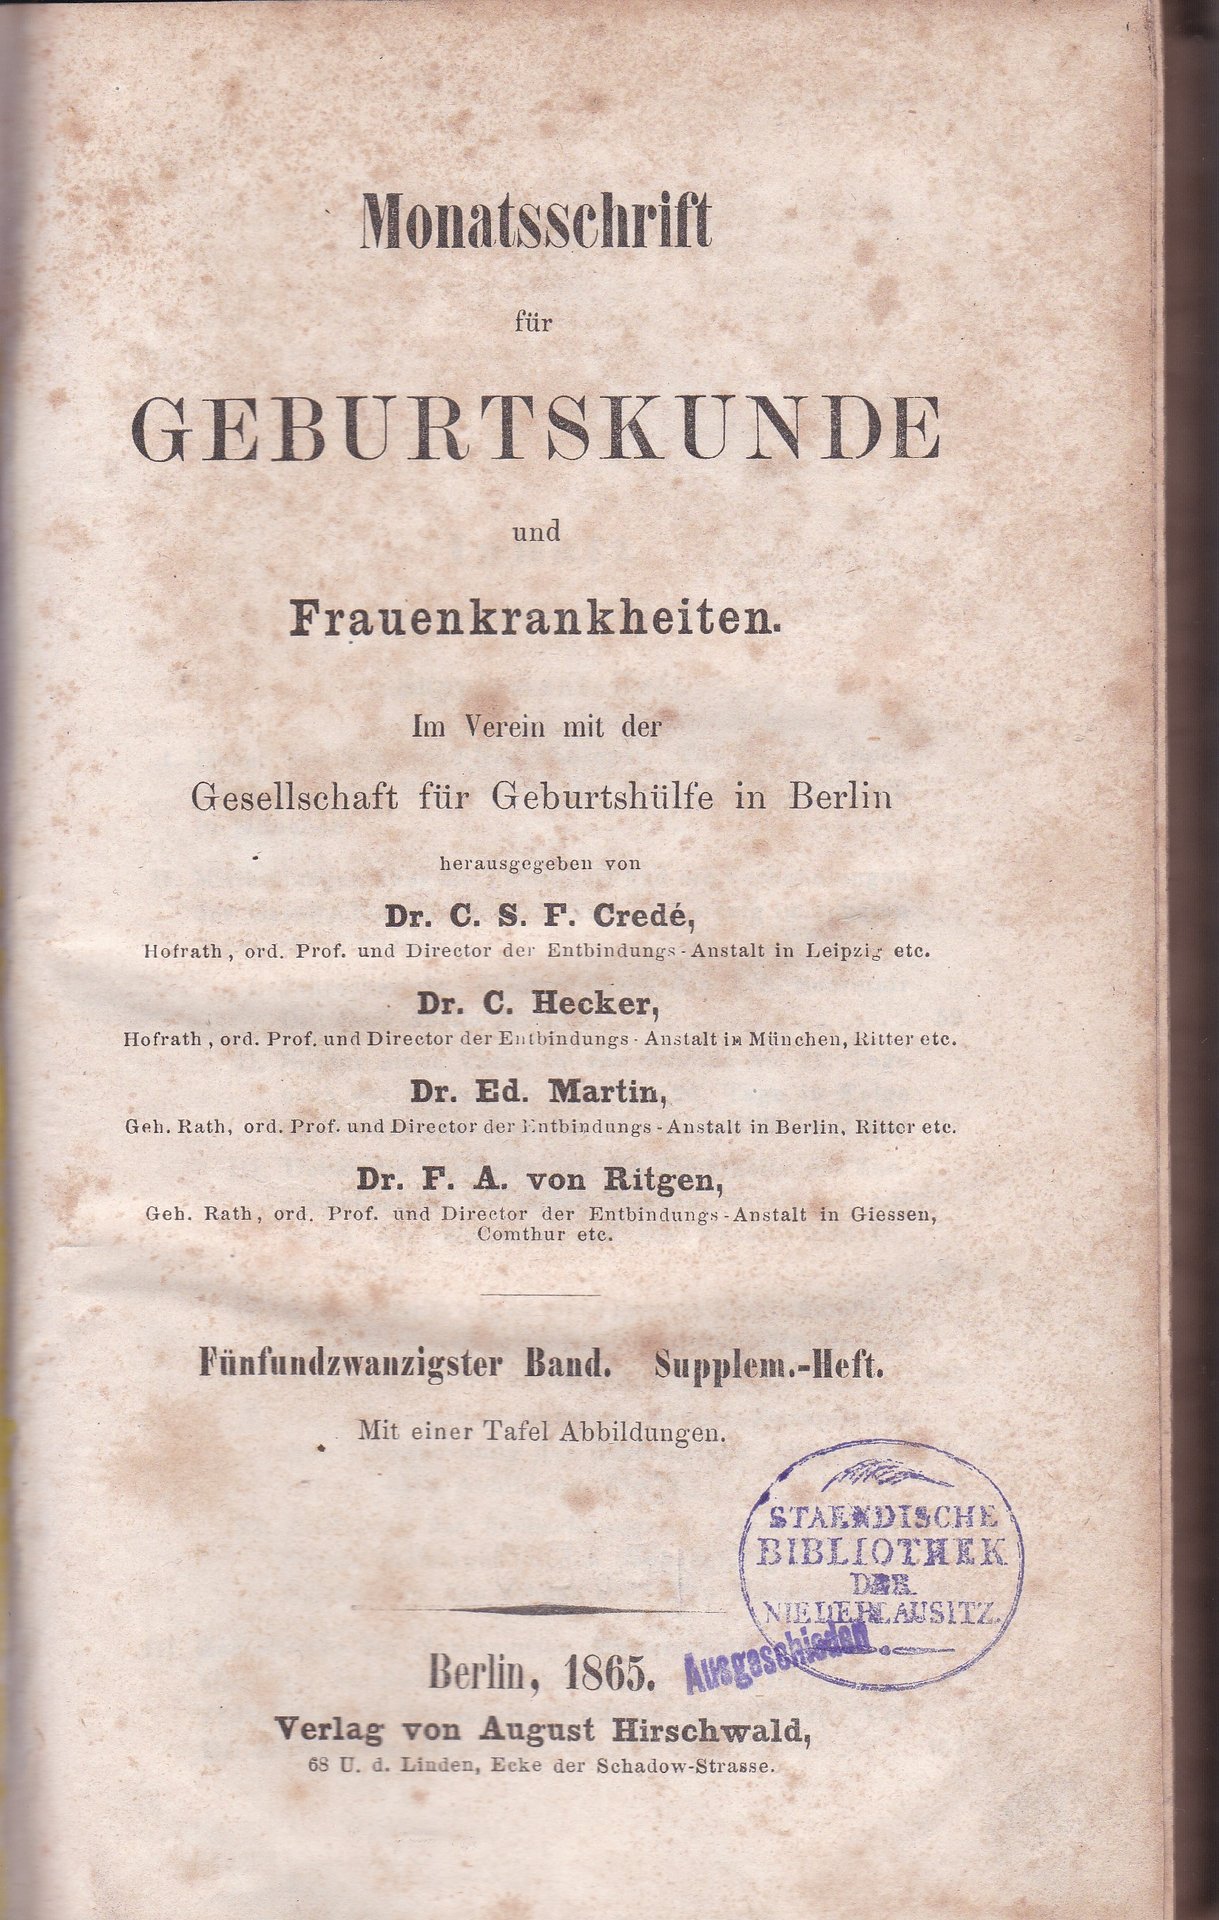 Monatsschrift
für
GEBURTSKUNDE
und
Frauenkrankheiten.
Im Verein mit der
Gesellschaft für Geburtshülfe in Berlin
herausgegeben von
Dr. C. S. F. Credé,
Hofrath, ord. Prof. und Director der Entbindungs-Anstalt in Leipzig etc.
Dr. C. Hecker,
Hofrath, ord. Prof. und Director der Entbindungs-Anstalt in München, Ritter etc.
Dr. Ed. Martin,
Geh. Rath, ord. Prof. und Director der Entbindungs-Anstalt in Berlin, Ritter etc.
Dr. F. A. von Ritgen,
Geh. Rath, ord. Prof. und Director der Entbindungs-Anstalt in Giessen,
Comthur etc.
Fünfundzwanzigster Band. Supplem.-Heft.
Mit einer Tafel Abbildungen.
STAENDISCHE
BIBLIOTHEK
DER
NIEDERLAUSITZ.
Ausgeschieden
Berlin, 1865.
Verlag von August Hirschwald,
68 U. d. Linden, Ecke der Schadow-Strasse.